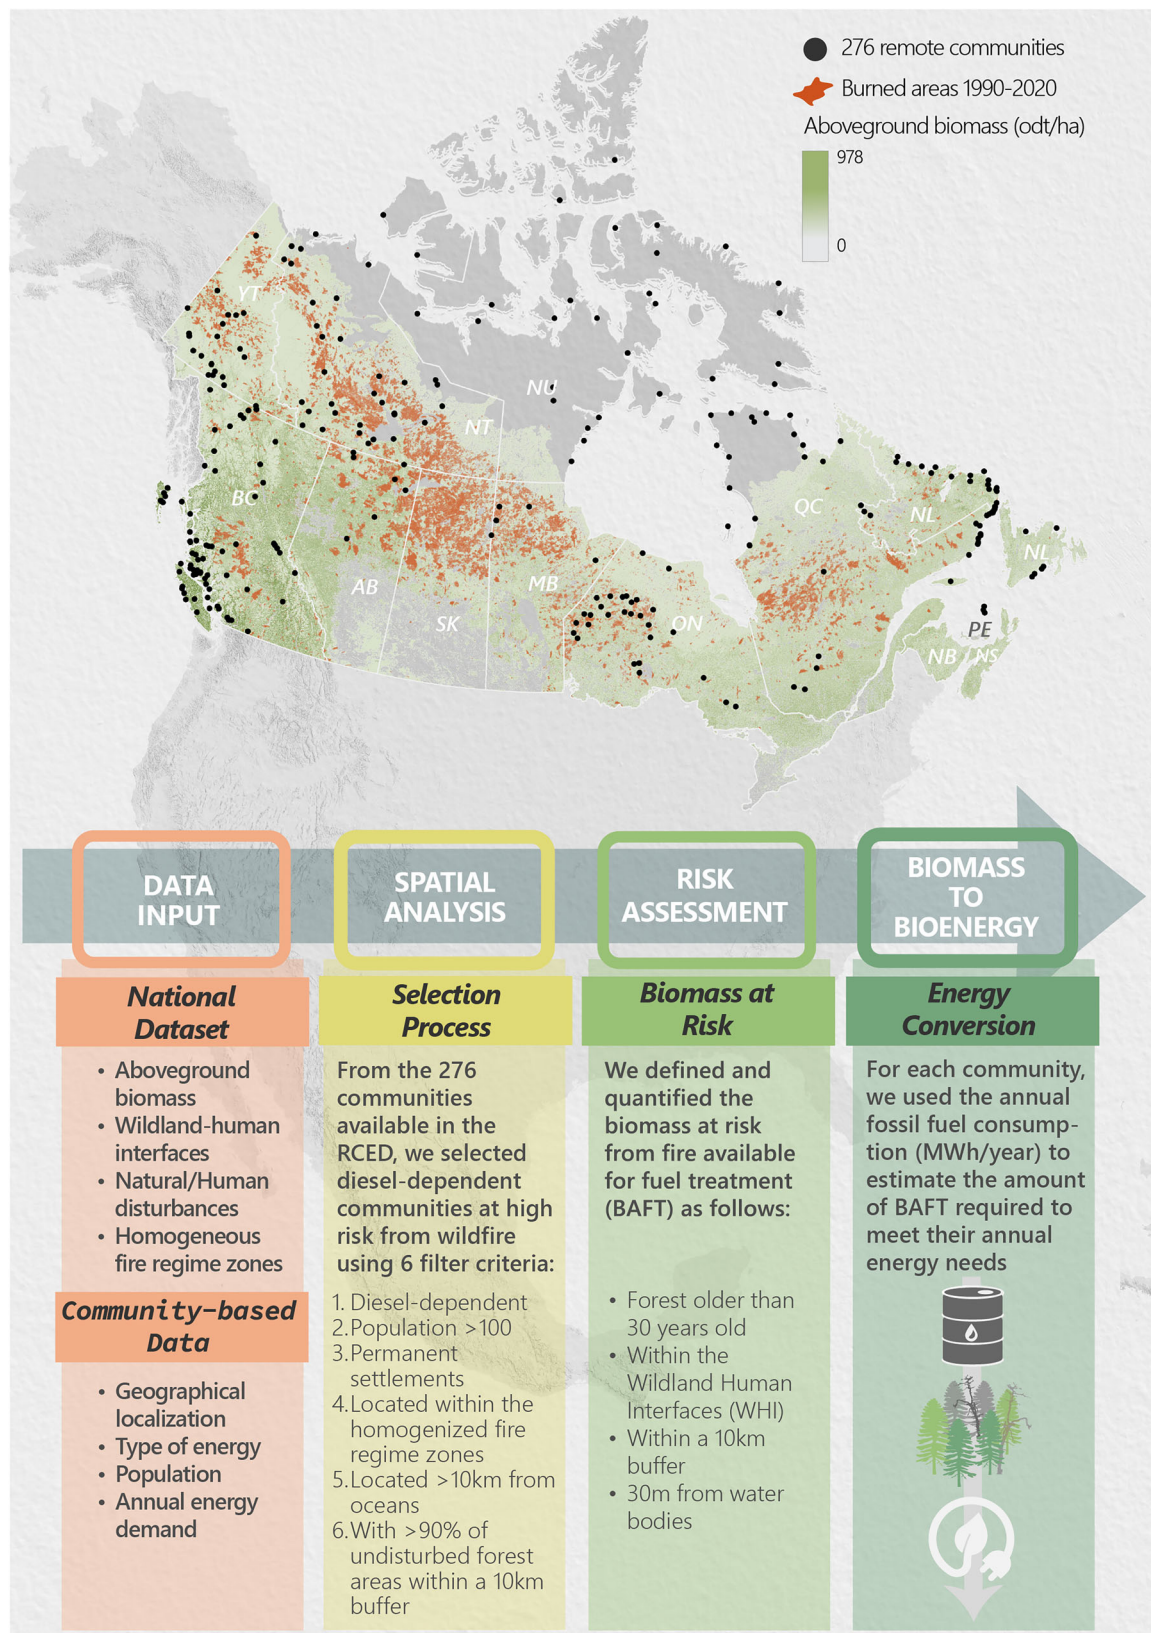 276 remote communities
Burned areas 1990-2020
Aboveground biomass (odt/ha)
978
0
YT
NU
NT
BC
QC
NL
NL
AB
MB
SK
ON
PE
NB
NS
DATA
INPUT
SPATIAL
ANALYSIS
RISK
ASSESSMENT
BIOMASS
TO
BIOENERGY
National
Dataset
• Aboveground
biomass
• Wildland-human
interfaces
• Natural/Human
disturbances
• Homogeneous
fire regime zones
Community-based
Data
• Geographical
localization
• Type of energy
• Population
• Annual energy
demand
Selection
Process
From the 276
communities
available in the
RCED, we selected
diesel-dependent
communities at high
risk from wildfire
using 6 filter criteria:
1. Diesel-dependent
2. Population >100
3. Permanent
settlements
4. Located within the
homogenized fire
regime zones
5. Located >10km from
oceans
6. With >90% of
undisturbed forest
areas within a 10km
buffer
Biomass at
Risk
We defined and
quantified the
biomass at risk
from fire available
for fuel treatment
(BAFT) as follows:
• Forest older than
30 years old
• Within the
Wildland Human
Interfaces (WHI)
• Within a 10km
buffer
• 30m from water
bodies
Energy
Conversion
For each community,
we used the annual
fossil fuel consump-
tion (MWh/year) to
estimate the amount
of BAFT required to
meet their annual
energy needs